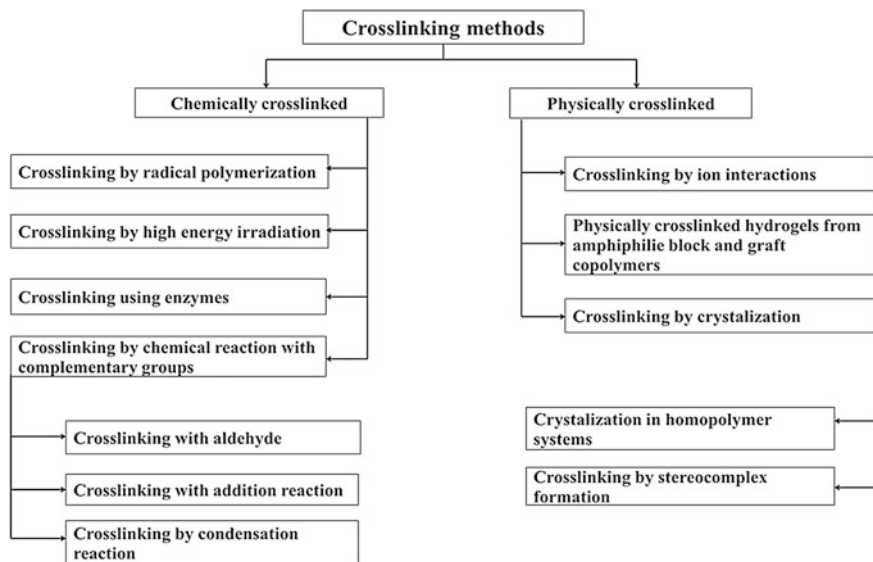 Crosslinking methods
Chemically crosslinked
Physically crosslinked
Crosslinking by radical polymerization
Crosslinking by high energy irradiation
Crosslinking using enzymes
Crosslinking by chemical reaction with
complementary groups
Crosslinking with aldehyde
Crosslinking with addition reaction
Crosslinking by condensation
reaction
Crosslinking by ion interactions
Physically crosslinked hydrogels from
amphiphilie block and graft
copolymers
Crosslinking by crystalization
Crystalization in homopolymer
systems
Crosslinking by stereocomplex
formation